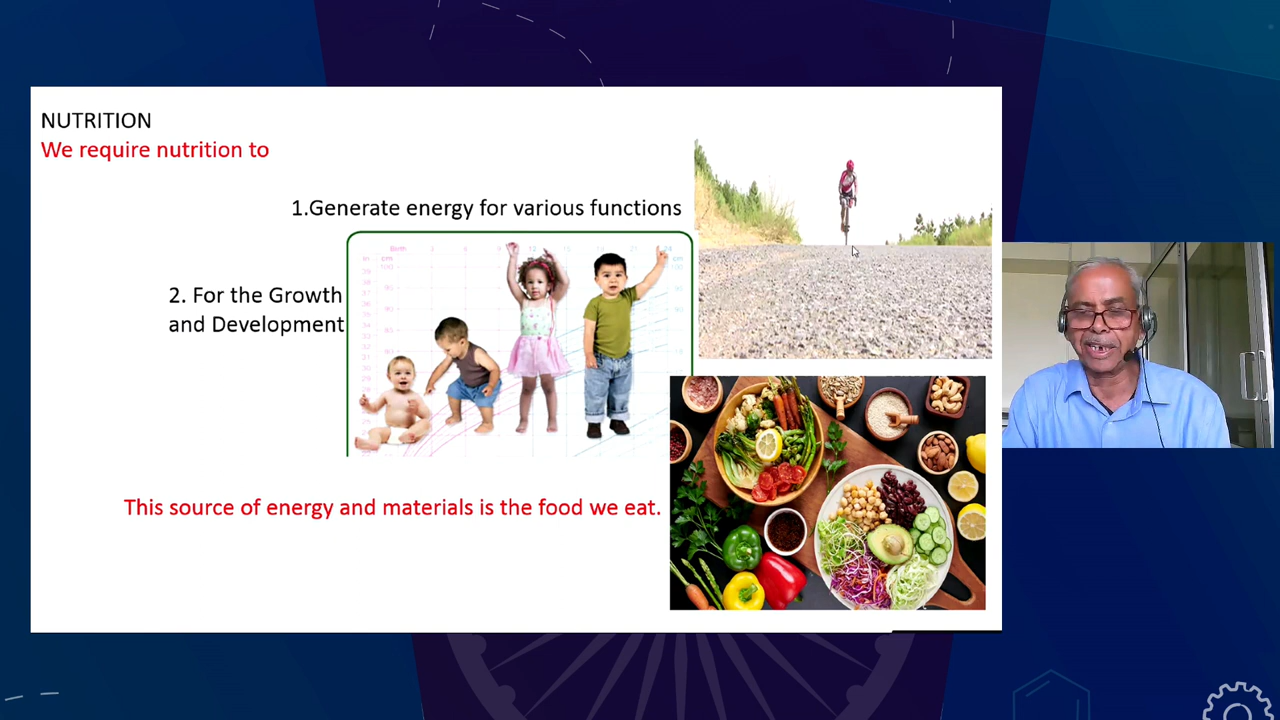 NUTRITION
We require nutrition to
1.Generate energy for various functions
2. For the Growth
and Development
This source of energy and materials is the food we eat.